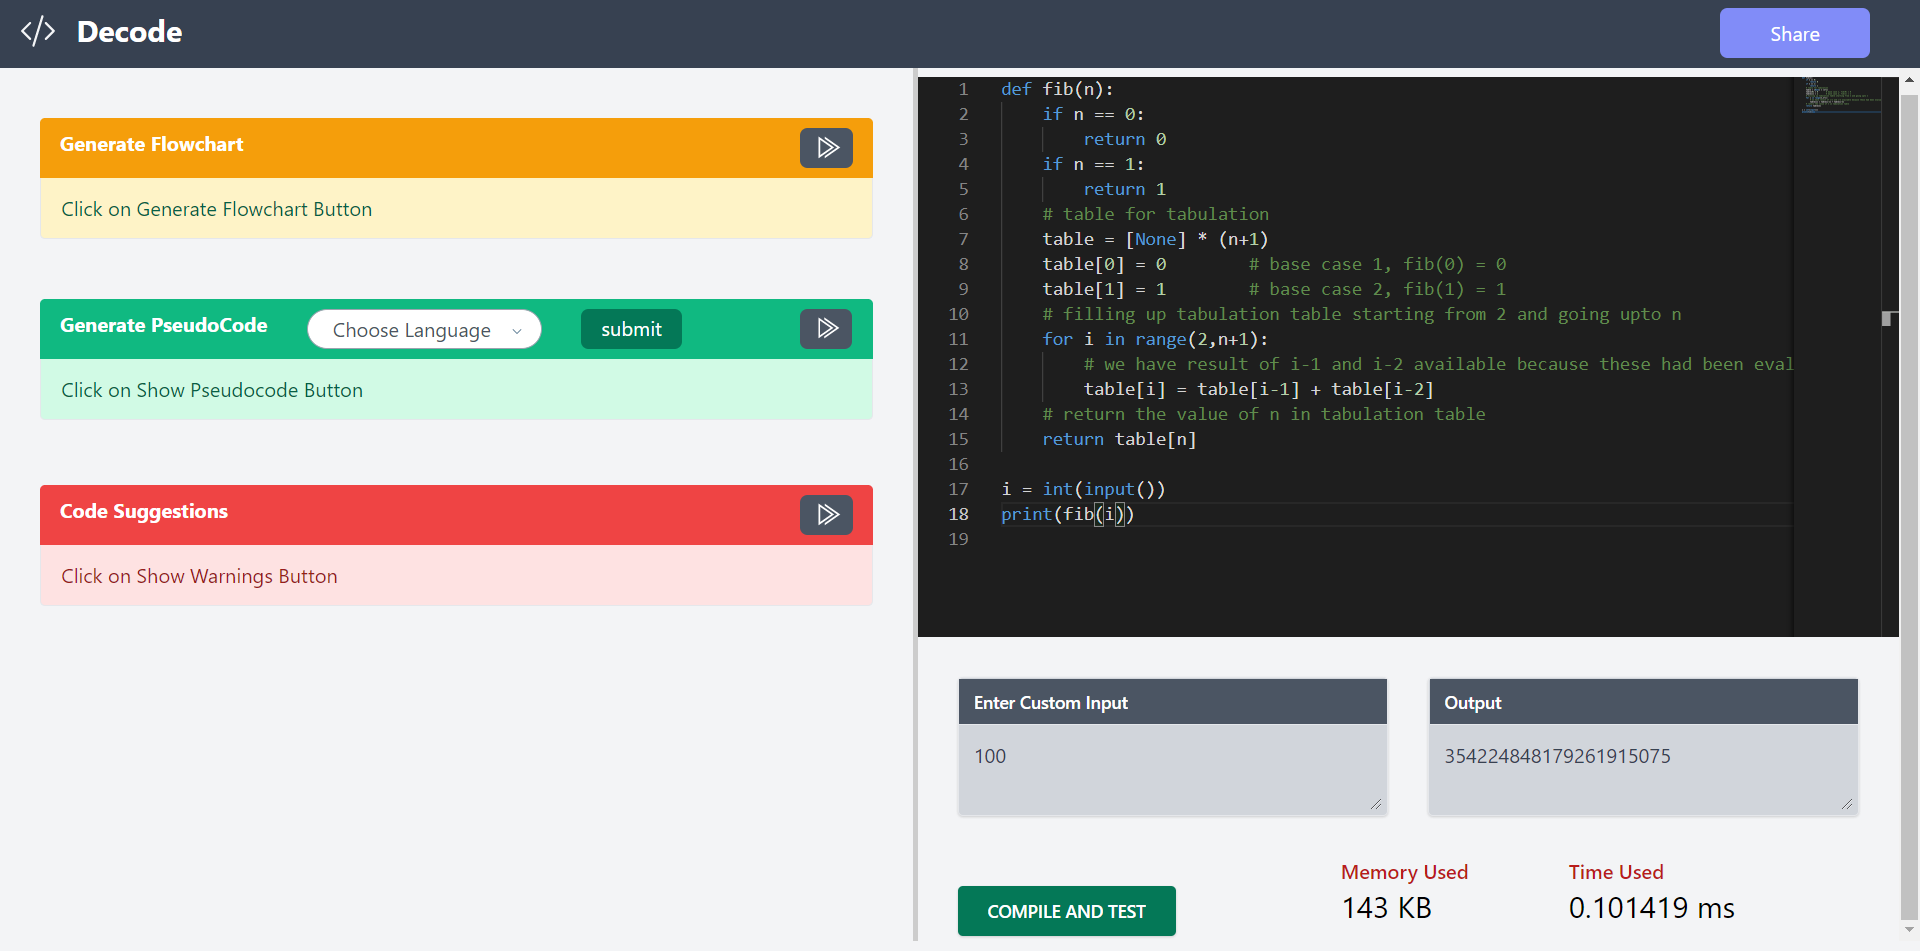 </> Decode
Share
Generate Flowchart
Click on Generate Flowchart Button
Generate PseudoCode
Choose Language
submit
Click on Show Pseudocode Button
Code Suggestions
Click on Show Warnings Button
1 def fib(n):
2     if n == 0:
3         return 0
4     if n == 1:
5         return 1
6     # table for tabulation
7     table = [None] * (n+1)
8     table[0] = 0        # base case 1, fib(0) = 0
9     table[1] = 1        # base case 2, fib(1) = 1
10     # filling up tabulation table starting from 2 and going upto n
11     for i in range(2,n+1):
12         # we have result of i-1 and i-2 available because these had been eval
13         table[i] = table[i-1] + table[i-2]
14     # return the value of n in tabulation table
15     return table[n]
16
17 i = int(input())
18 print(fib(i))
19
Enter Custom Input
100
Output
354224848179261915075
COMPILE AND TEST
Memory Used
143 KB
Time Used
0.101419 ms